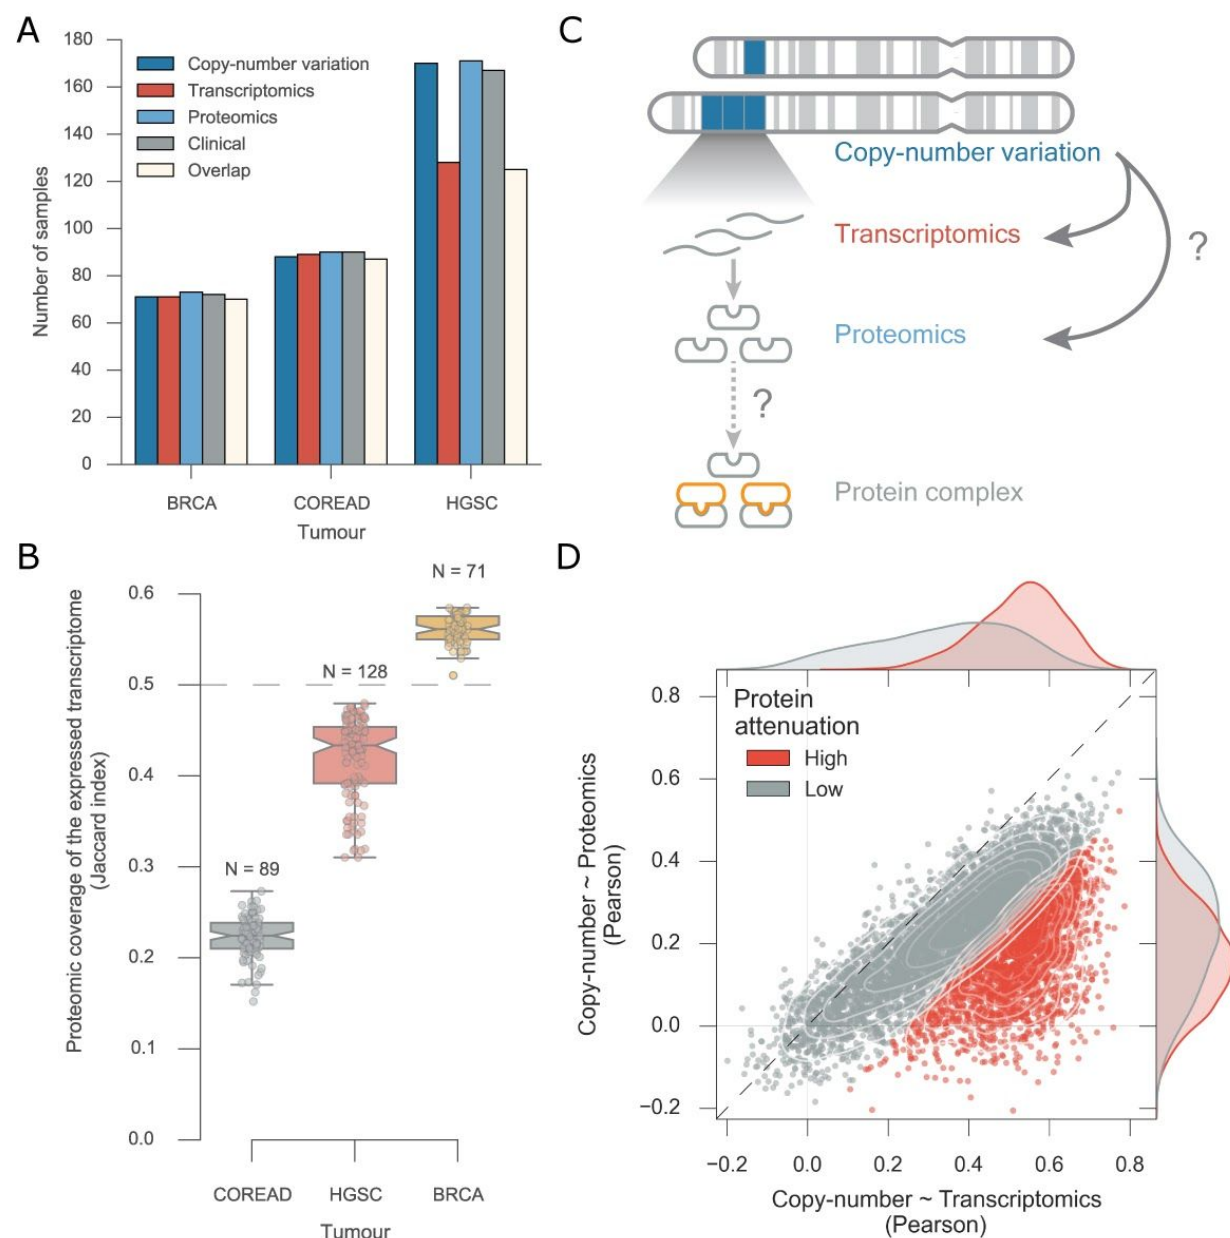 A
180
160
140
120
100
80
60
40
20
0
Number of samples
Copy-number variation
Transcriptomics
Proteomics
Clinical
Overlap
BRCA
COREAD
HGSC
Tumour
C
Copy-number variation
Transcriptomics
?
Proteomics
?
Protein complex
B
N = 71
0.6
N = 128
0.5
0.4
0.3
N = 89
0.2
0.1
0.0
Proteomic coverage of the expressed transcriptome
(Jaccard index)
COREAD
HGSC
BRCA
Tumour
D
Protein
attenuation
High
Low
0.8
0.6
0.4
0.2
0.0
−0.2
Copy-number ~ Proteomics
(Pearson)
−0.2
0.0
0.2
0.4
0.6
0.8
Copy-number ~ Transcriptomics
(Pearson)